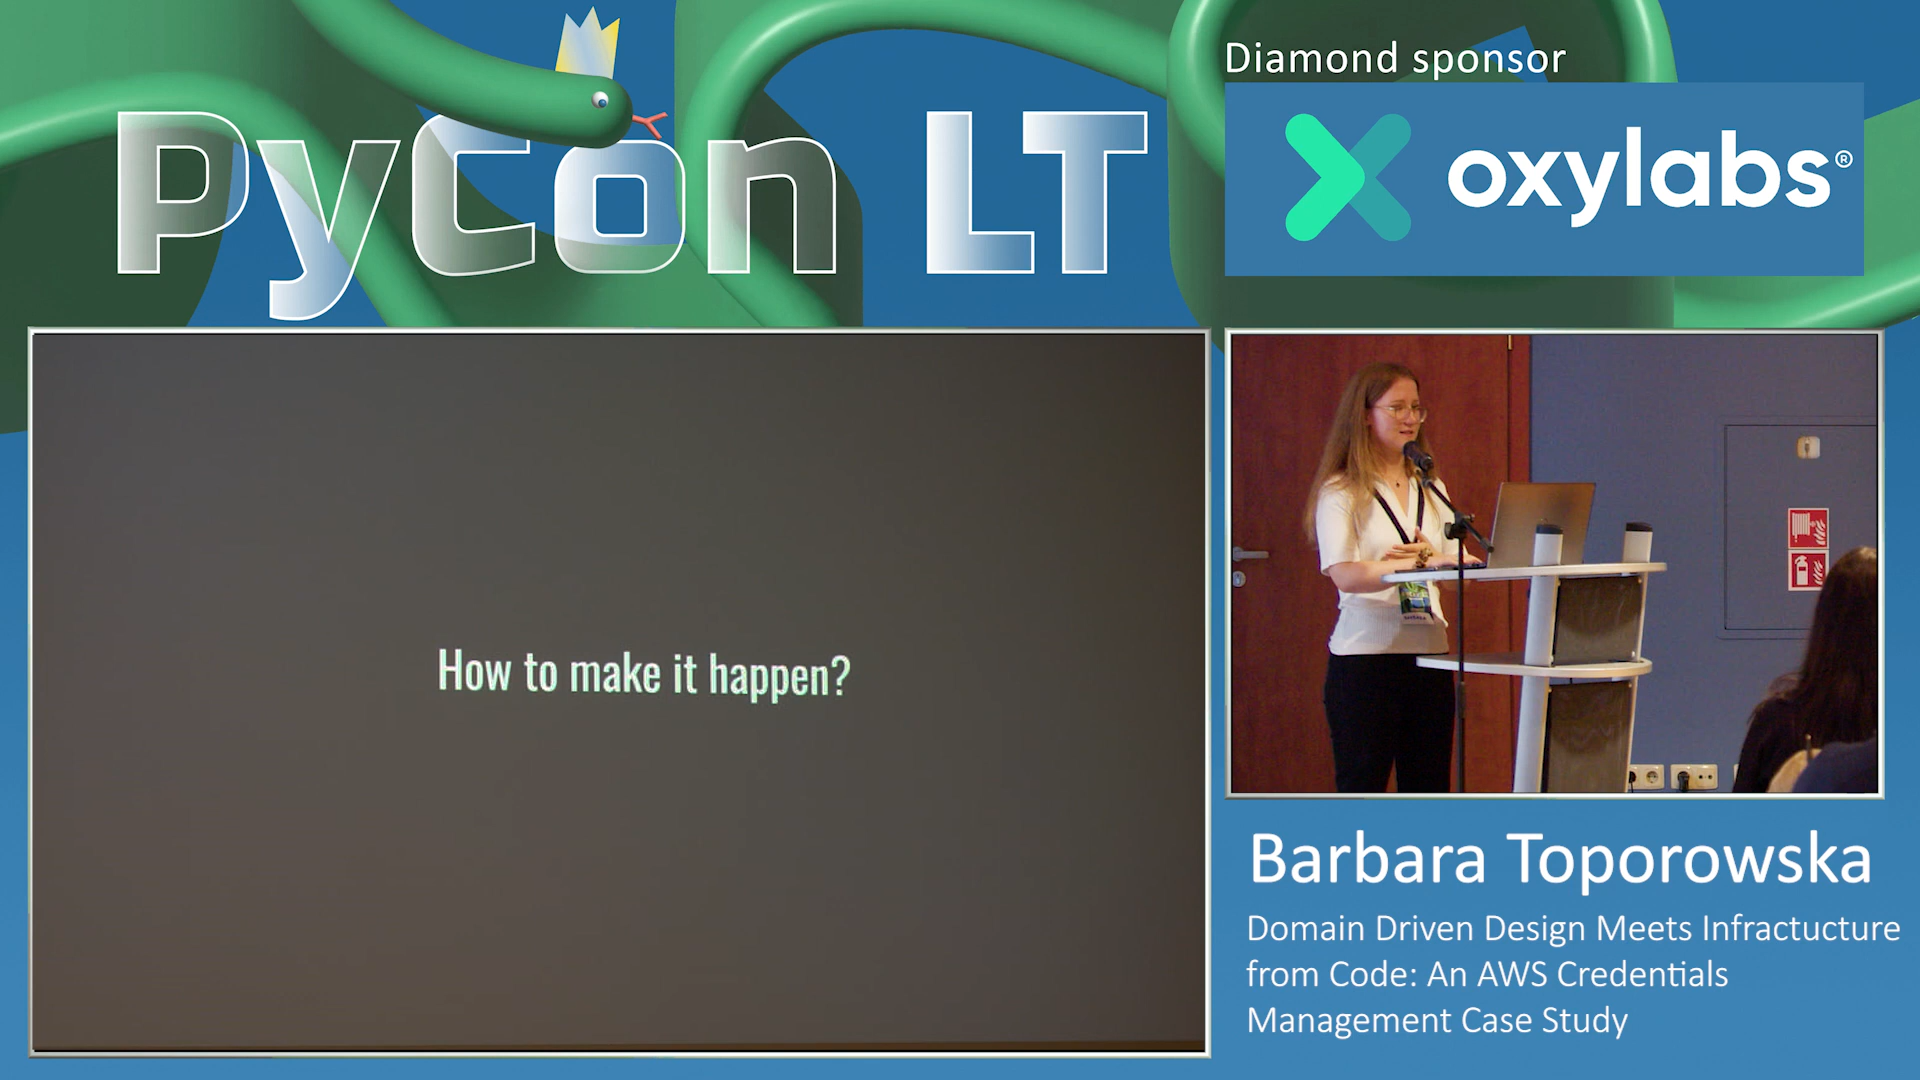 PyCon LT
Diamond sponsor
oxylabs®
How to make it happen?
Barbara Toporowska
Domain Driven Design Meets Infractucture
from Code: An AWS Credentials
Management Case Study